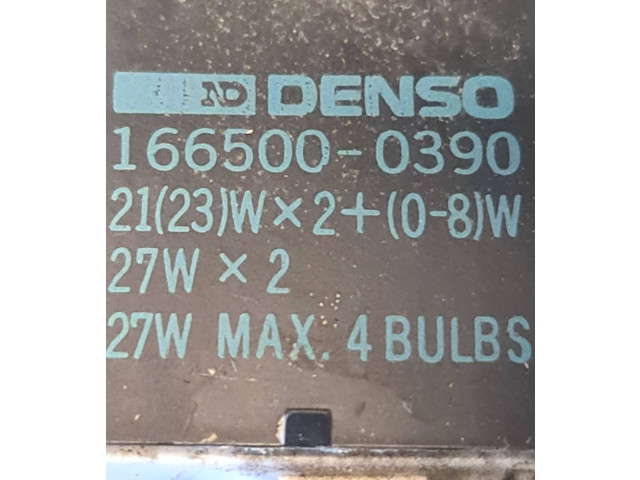 ND DENSO
166500-0390
21(23)W×2+(0-8)W
27W×2
27W MAX. 4 BULBS